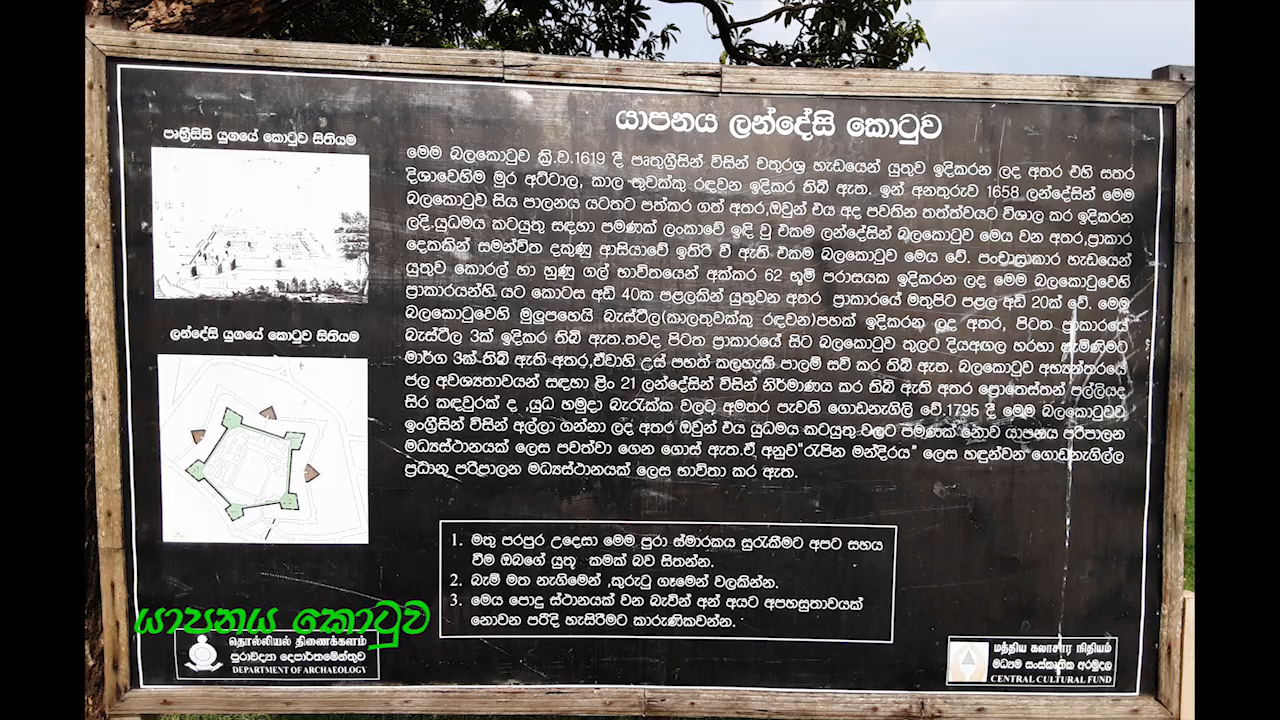 යාපනය ලන්දේසි කොටුව
පෘතුග්‍රීසිසි යුගයේ කොටුව සිතියම
මෙම බලකොටුව ක්‍රි.ව.1619 දී පෘතුග්‍රීසින් විසින් චතුරශ්‍ර හැඩයෙන් යුතුව ඉදිකරන ලද අතර එහි සතර
දිශාවෙහිම මුර අට්ටාල, කාල තුවක්කු රඳවන ඉදිකර තිබී ඇත. ඉන් අනතුරුව 1658 ලන්දේසින් මෙම
බලකොටුව සිය පාලනය යටතට පත්කර ගත් අතර,ඔවුන් එය අද පවතින තත්ත්වයට විශාල කර ඉදිකරන
ලදි.යුධමය කටයුතු සඳහා පමණක් ලංකාවේ ඉදි වු එකම ලන්දේසින් බලකොටුව මෙය වන අතර,ප්‍රාකාර
දෙකකින් සමන්විත දකුණු ආසියාවේ ඉතිරි වී ඇති එකම බලකොටුව මෙය වේ. පංචාස්‍රාකාර හැඩයෙන්
යුතුව කොරල් හා හුණු ගල් භාවිතයෙන් අක්කර 62 භූමි පරාසයක ඉදිකරන ලද මෙම බලකොටුවෙහි
ප්‍රාකාරයන්හි යට කොටස අඩි 40ක පළලකින් යුතුවන අතර ප්‍රාකාරයේ මතුපිට පළල අඩි 20ක් වේ. මෙම
බලකොටුවෙහි මුලුපහෙයි බැස්ටිල(කාලතුවක්කු රඳවන)පහක් ඉදිකරන ලද අතර, පිටත ප්‍රාකාරයේ
බැස්ටිල 3ක් ඉදිකර තිබී ඇත.තවද පිටත ප්‍රාකාරයේ සිට බලකොටුව තුලට දියඅඟල හරහා ඇමිණිමට
මාර්ග 3ක් තිබී ඇති අතර,ඒවාහි උස් පහත් කලහැකි පාලම් සවි කර තිබී ඇත. බලකොටුව අභ්‍යන්තරයේ
ජල අවශ්‍යතාවයන් සඳහා ළිං 21 ලන්දේසින් විසින් නිර්මාණය කර තිබී ඇති අතර ප්‍රොතෙස්තන් පල්ලියද
සිර කඳවුරක් ද ,යුධ හමුදා බැරැක්ක වලට අමතර පැවති ගොඩනැගිලි වේ.1795 දී මෙම බලකොටුවව
ඉංග්‍රීසින් විසින් අල්ලා ගන්නා ලද අතර ඔවුන් එය යුධමය කටයුතු වලට පමණක් නොව යාපනය පරිපාලන
මධ්‍යස්ථානයක් ලෙස පවත්වා ගෙන ගොස් ඇත.ඒ අනුව"රැජින මන්දිරය" ලෙස හඳුන්වන ගොඩනැගිල්ල
ප්‍රධාන පරිපාලන මධ්‍යස්ථානයක් ලෙස භාවිතා කර ඇත.
ලන්දේසි යුගයේ කොටුව සිතියම
1. මතු පරපුර උදෙසා මෙම පුරා ස්මාරකය සුරැකීමට අපට සහය
වීම ඔබගේ යුතු කමක් බව සිතන්න.
2. බැමි මත නැගීමෙන් ,කුරුටු ගෑමෙන් වලකින්න.
3. මෙය පොදු ස්ථානයක් වන බැවින් අන් අයට අපහසුතාවයක්
නොවන පරිදි හැසිරීමට කාරුණිකවන්න.
යාපනය කොටුව
தொல்லியல் திணைக்களம்
පුරාවිද්‍යා දෙපාර්තමේන්තුව
DEPARTMENT OF ARCHAEOLOGY
மத்திய கலாசார நிதியம்
මධ්‍යම සංස්කෘතික අරමුදල
CENTRAL CULTURAL FUND